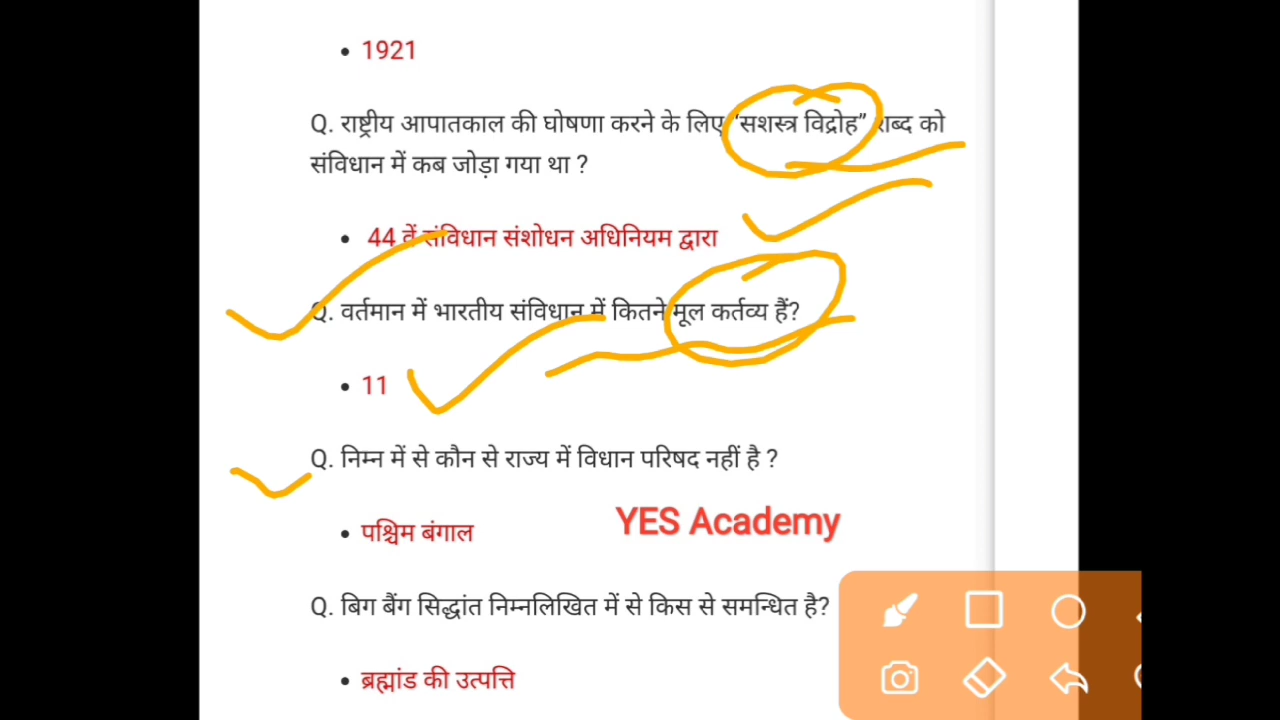 • 1921
Q. राष्ट्रीय आपातकाल की घोषणा करने के लिए “सशस्त्र विद्रोह” शब्द को
संविधान में कब जोड़ा गया था ?
• 44 वें संविधान संशोधन अधिनियम द्वारा
Q. वर्तमान में भारतीय संविधान में कितने मूल कर्तव्य हैं?
• 11
Q. निम्न में से कौन से राज्य में विधान परिषद नहीं है ?
• पश्चिम बंगाल
YES Academy
Q. बिग बैंग सिद्धांत निम्नलिखित में से किस से समन्धित है?
• ब्रह्मांड की उत्पत्ति